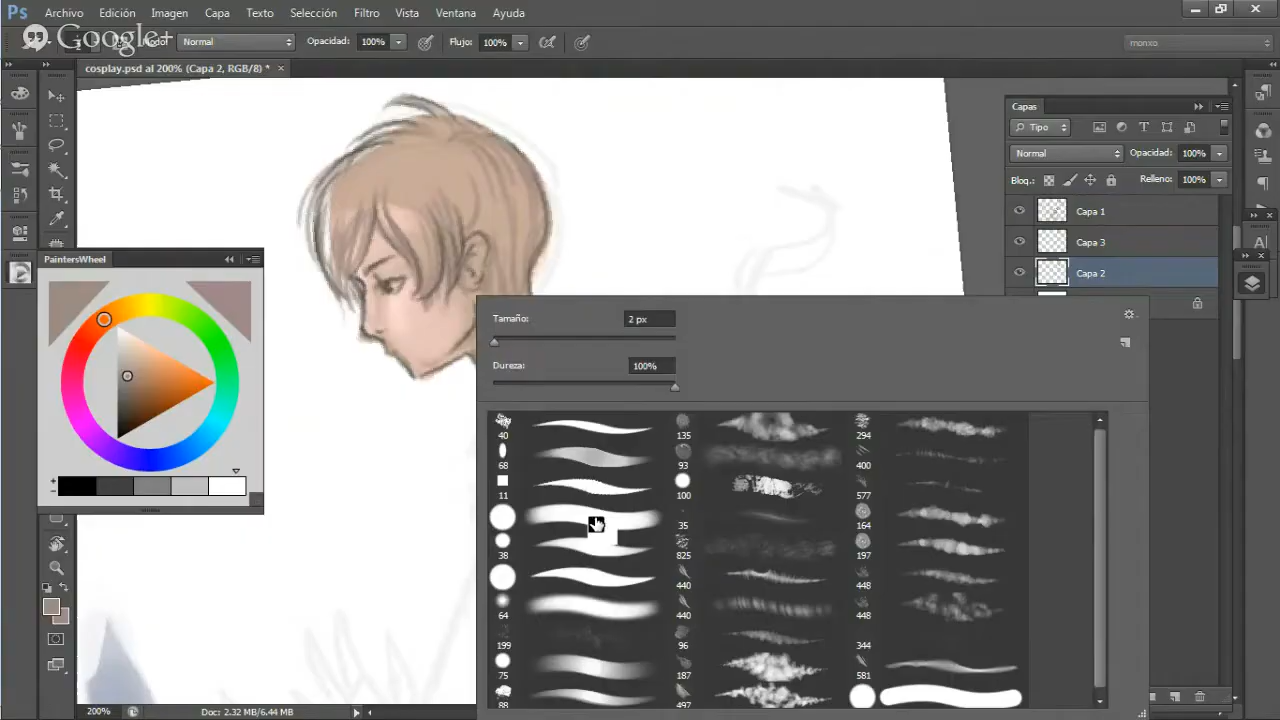 Ps Archivo Edición Imagen Capa Texto Selección Filtro Vista Ventana Ayuda
Google+
Modo: Normal Opacidad: 100% Flujo: 100% monxo
cosplay.psd al 200% (Capa 2, RGB/8) * ×
Capas
Tipo
Normal Opacidad: 100%
Bloq.: Relleno: 100%
Capa 1
Capa 3
Capa 2
PaintersWheel
Tamaño: 2 px
Dureza: 100%
40 135 294
68 93 400
11 100 577
35 164
38 825 197
440 448
64 440 448
199 96 344
75 187 581
88 497
200% Doc: 2.32 MB/6.44 MB